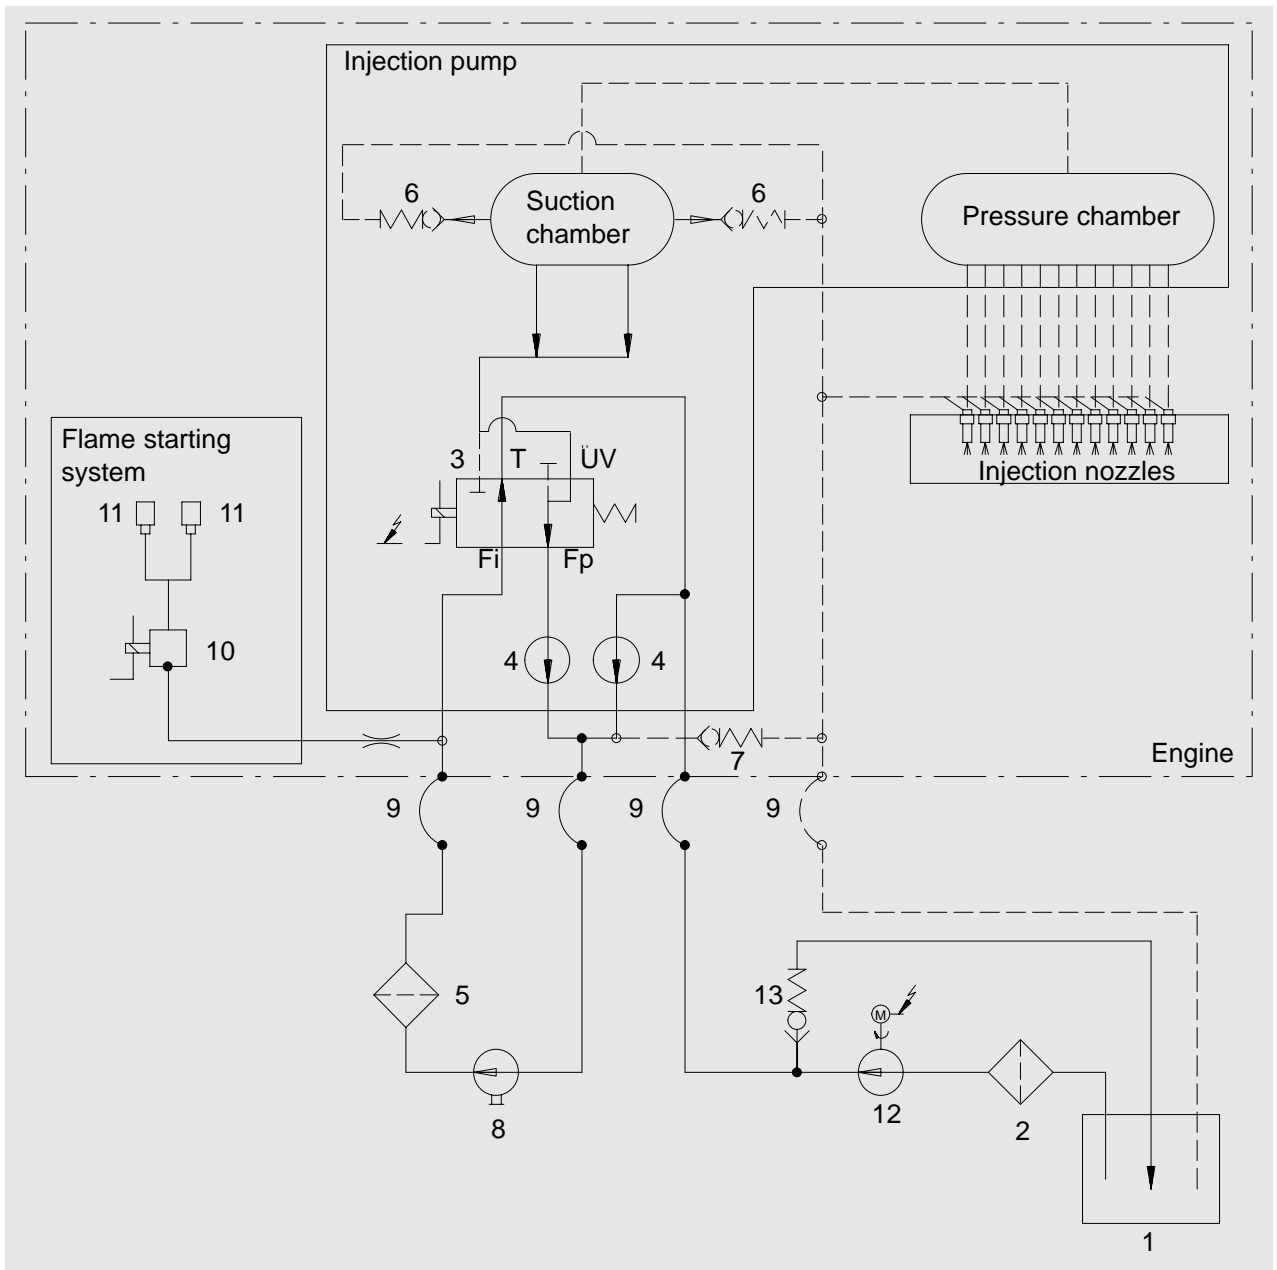 Injection pump
6
Suction
chamber
6
Pressure chamber
Flame starting
system
3
T
ÜV
Injection nozzles
11
11
Fi
Fp
10
4
4
7
Engine
9
9
9
9
5
13
M
8
12
2
1